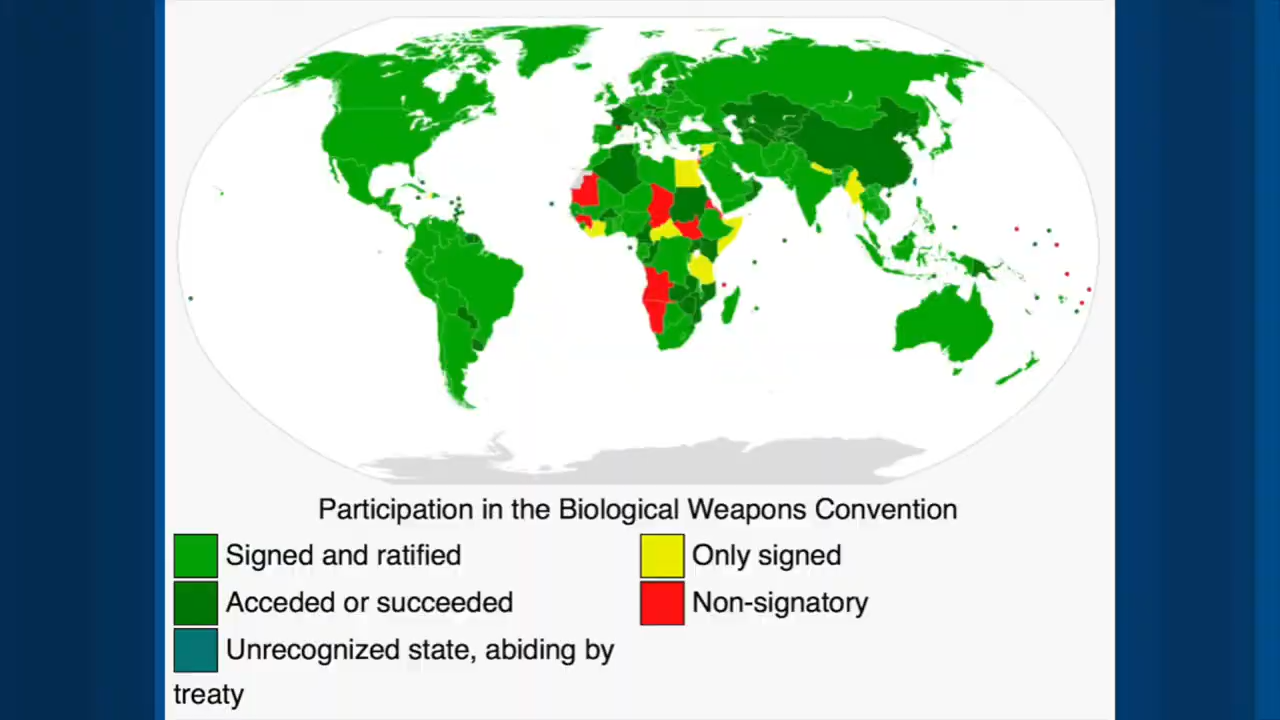 Participation in the Biological Weapons Convention
Signed and ratified
Only signed
Acceded or succeeded
Non-signatory
Unrecognized state, abiding by
treaty